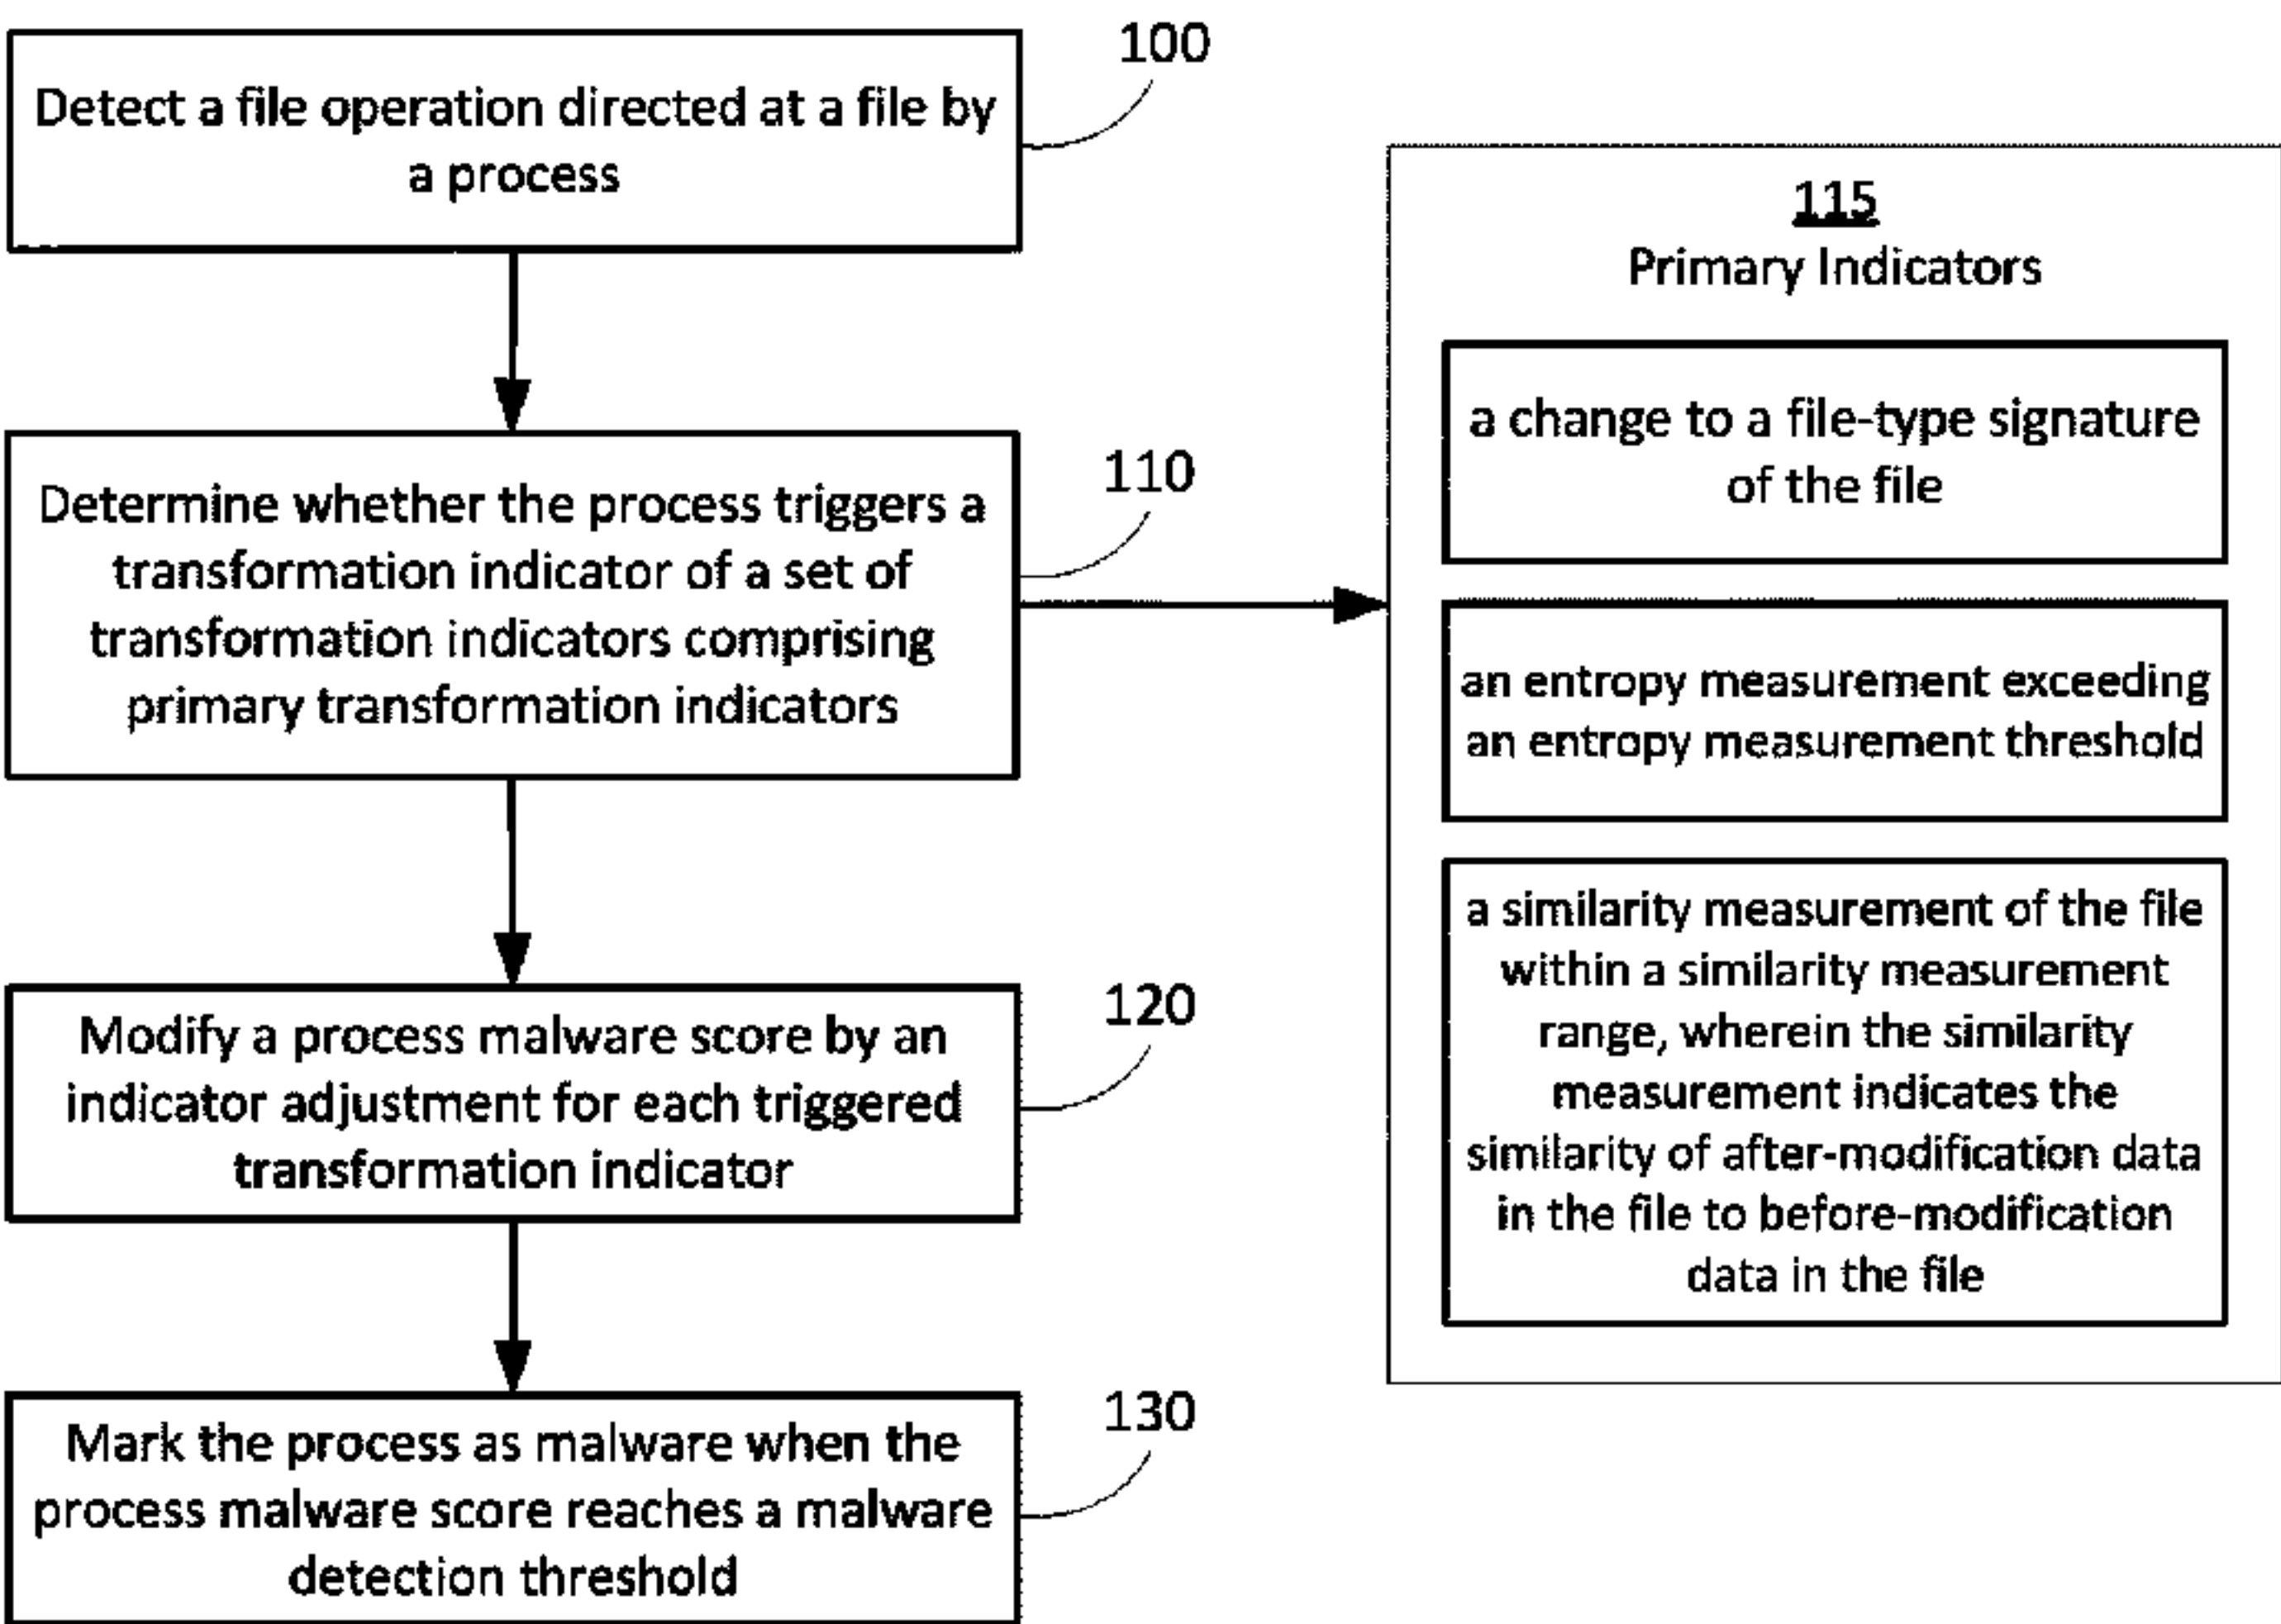 100
Detect a file operation directed at a file by
a process
110
Determine whether the process triggers a
transformation indicator of a set of
transformation indicators comprising
primary transformation indicators
120
Modify a process malware score by an
indicator adjustment for each triggered
transformation indicator
130
Mark the process as malware when the
process malware score reaches a malware
detection threshold
115
Primary Indicators
a change to a file-type signature
of the file
an entropy measurement exceeding
an entropy measurement threshold
a similarity measurement of the file
within a similarity measurement
range, wherein the similarity
measurement indicates the
similarity of after-modification data
in the file to before-modification
data in the file